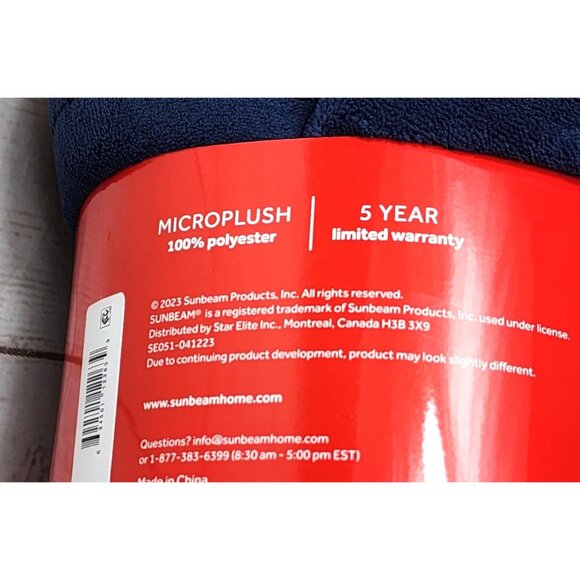 MICROPLUSH
100% polyester
5 YEAR
limited warranty
© 2023 Sunbeam Products, Inc. All rights reserved.
SUNBEAM® is a registered trademark of Sunbeam Products, Inc. used under license.
Distributed by Star Elite Inc., Montreal, Canada H3B 3X9
SE051-041223
Due to continuing product development, product may look slightly different.
www.sunbeamhome.com
Questions? info@sunbeamhome.com
or 1-877-383-6399 (8:30 am - 5:00 pm EST)
Made in China